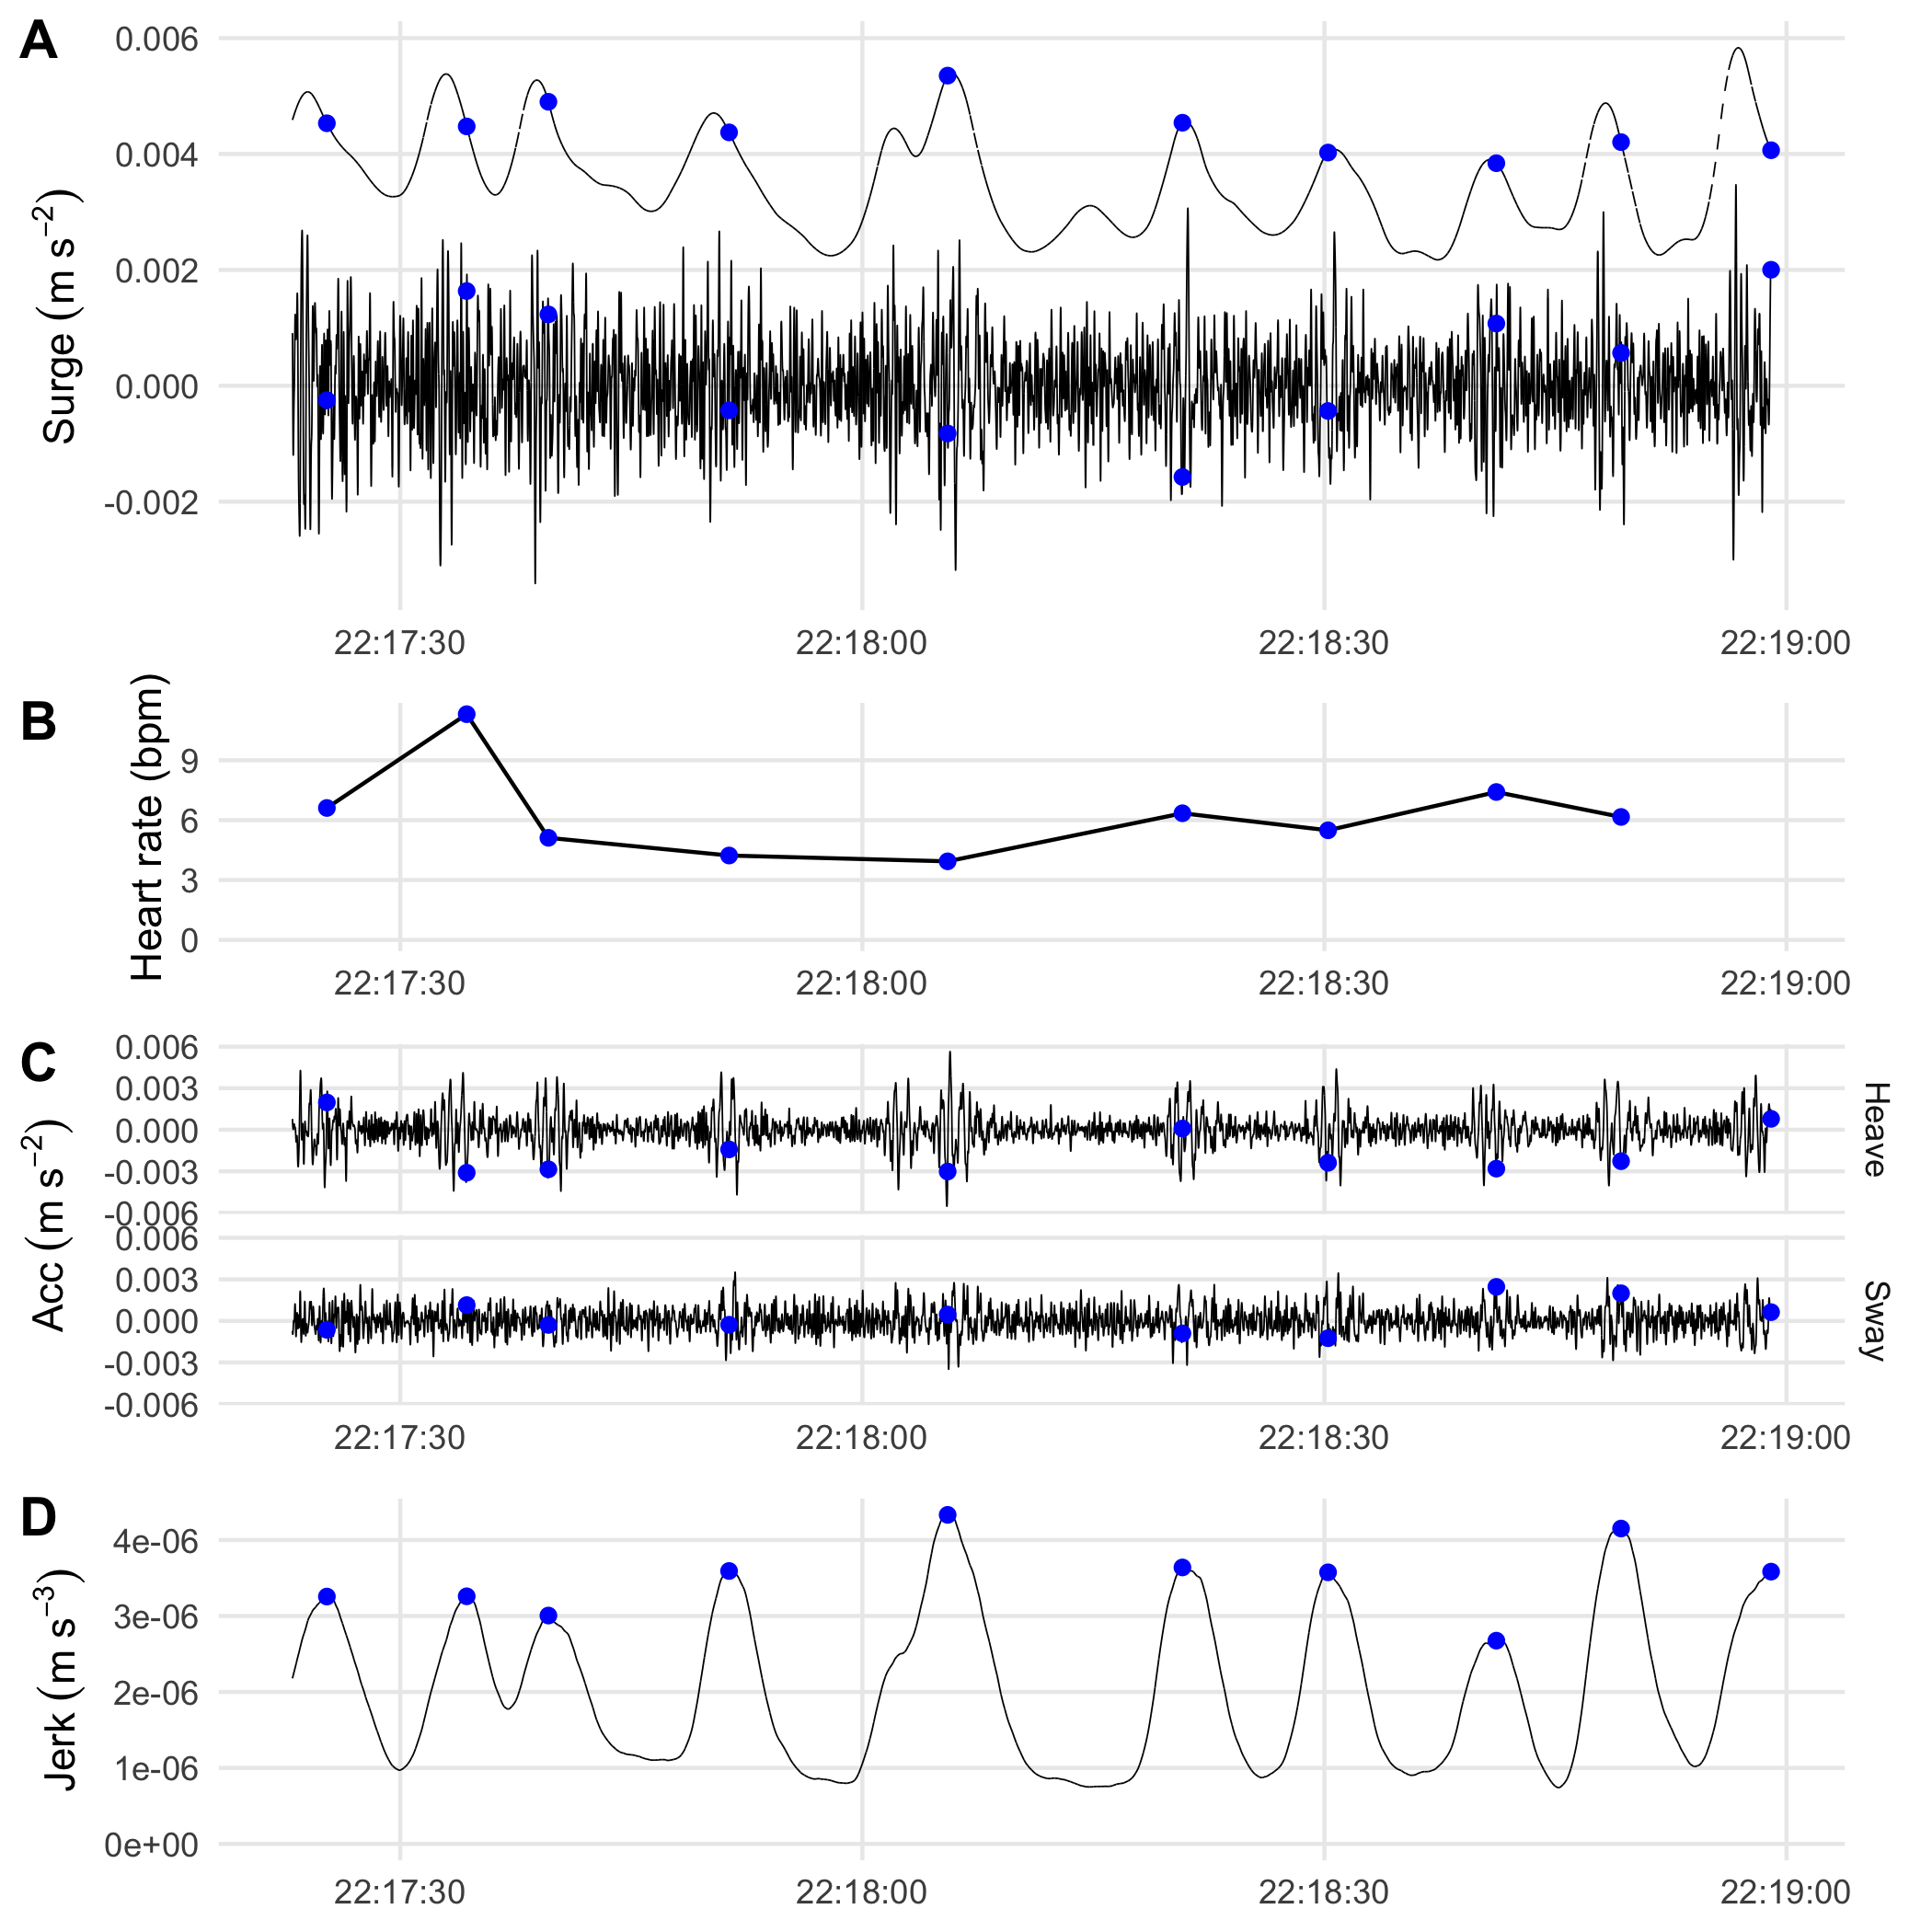 A
Surge (m s⁻²)
0.006
0.004
0.002
0.000
-0.002
22:17:30 22:18:00 22:18:30 22:19:00
B
Heart rate (bpm)
9
6
3
0
22:17:30 22:18:00 22:18:30 22:19:00
C
Acc (m s⁻²)
0.006
0.003
0.000
-0.003
-0.006
Heave
0.006
0.003
0.000
-0.003
-0.006
Sway
22:17:30 22:18:00 22:18:30 22:19:00
D
Jerk (m s⁻³)
4e-06
3e-06
2e-06
1e-06
0e+00
22:17:30 22:18:00 22:18:30 22:19:00